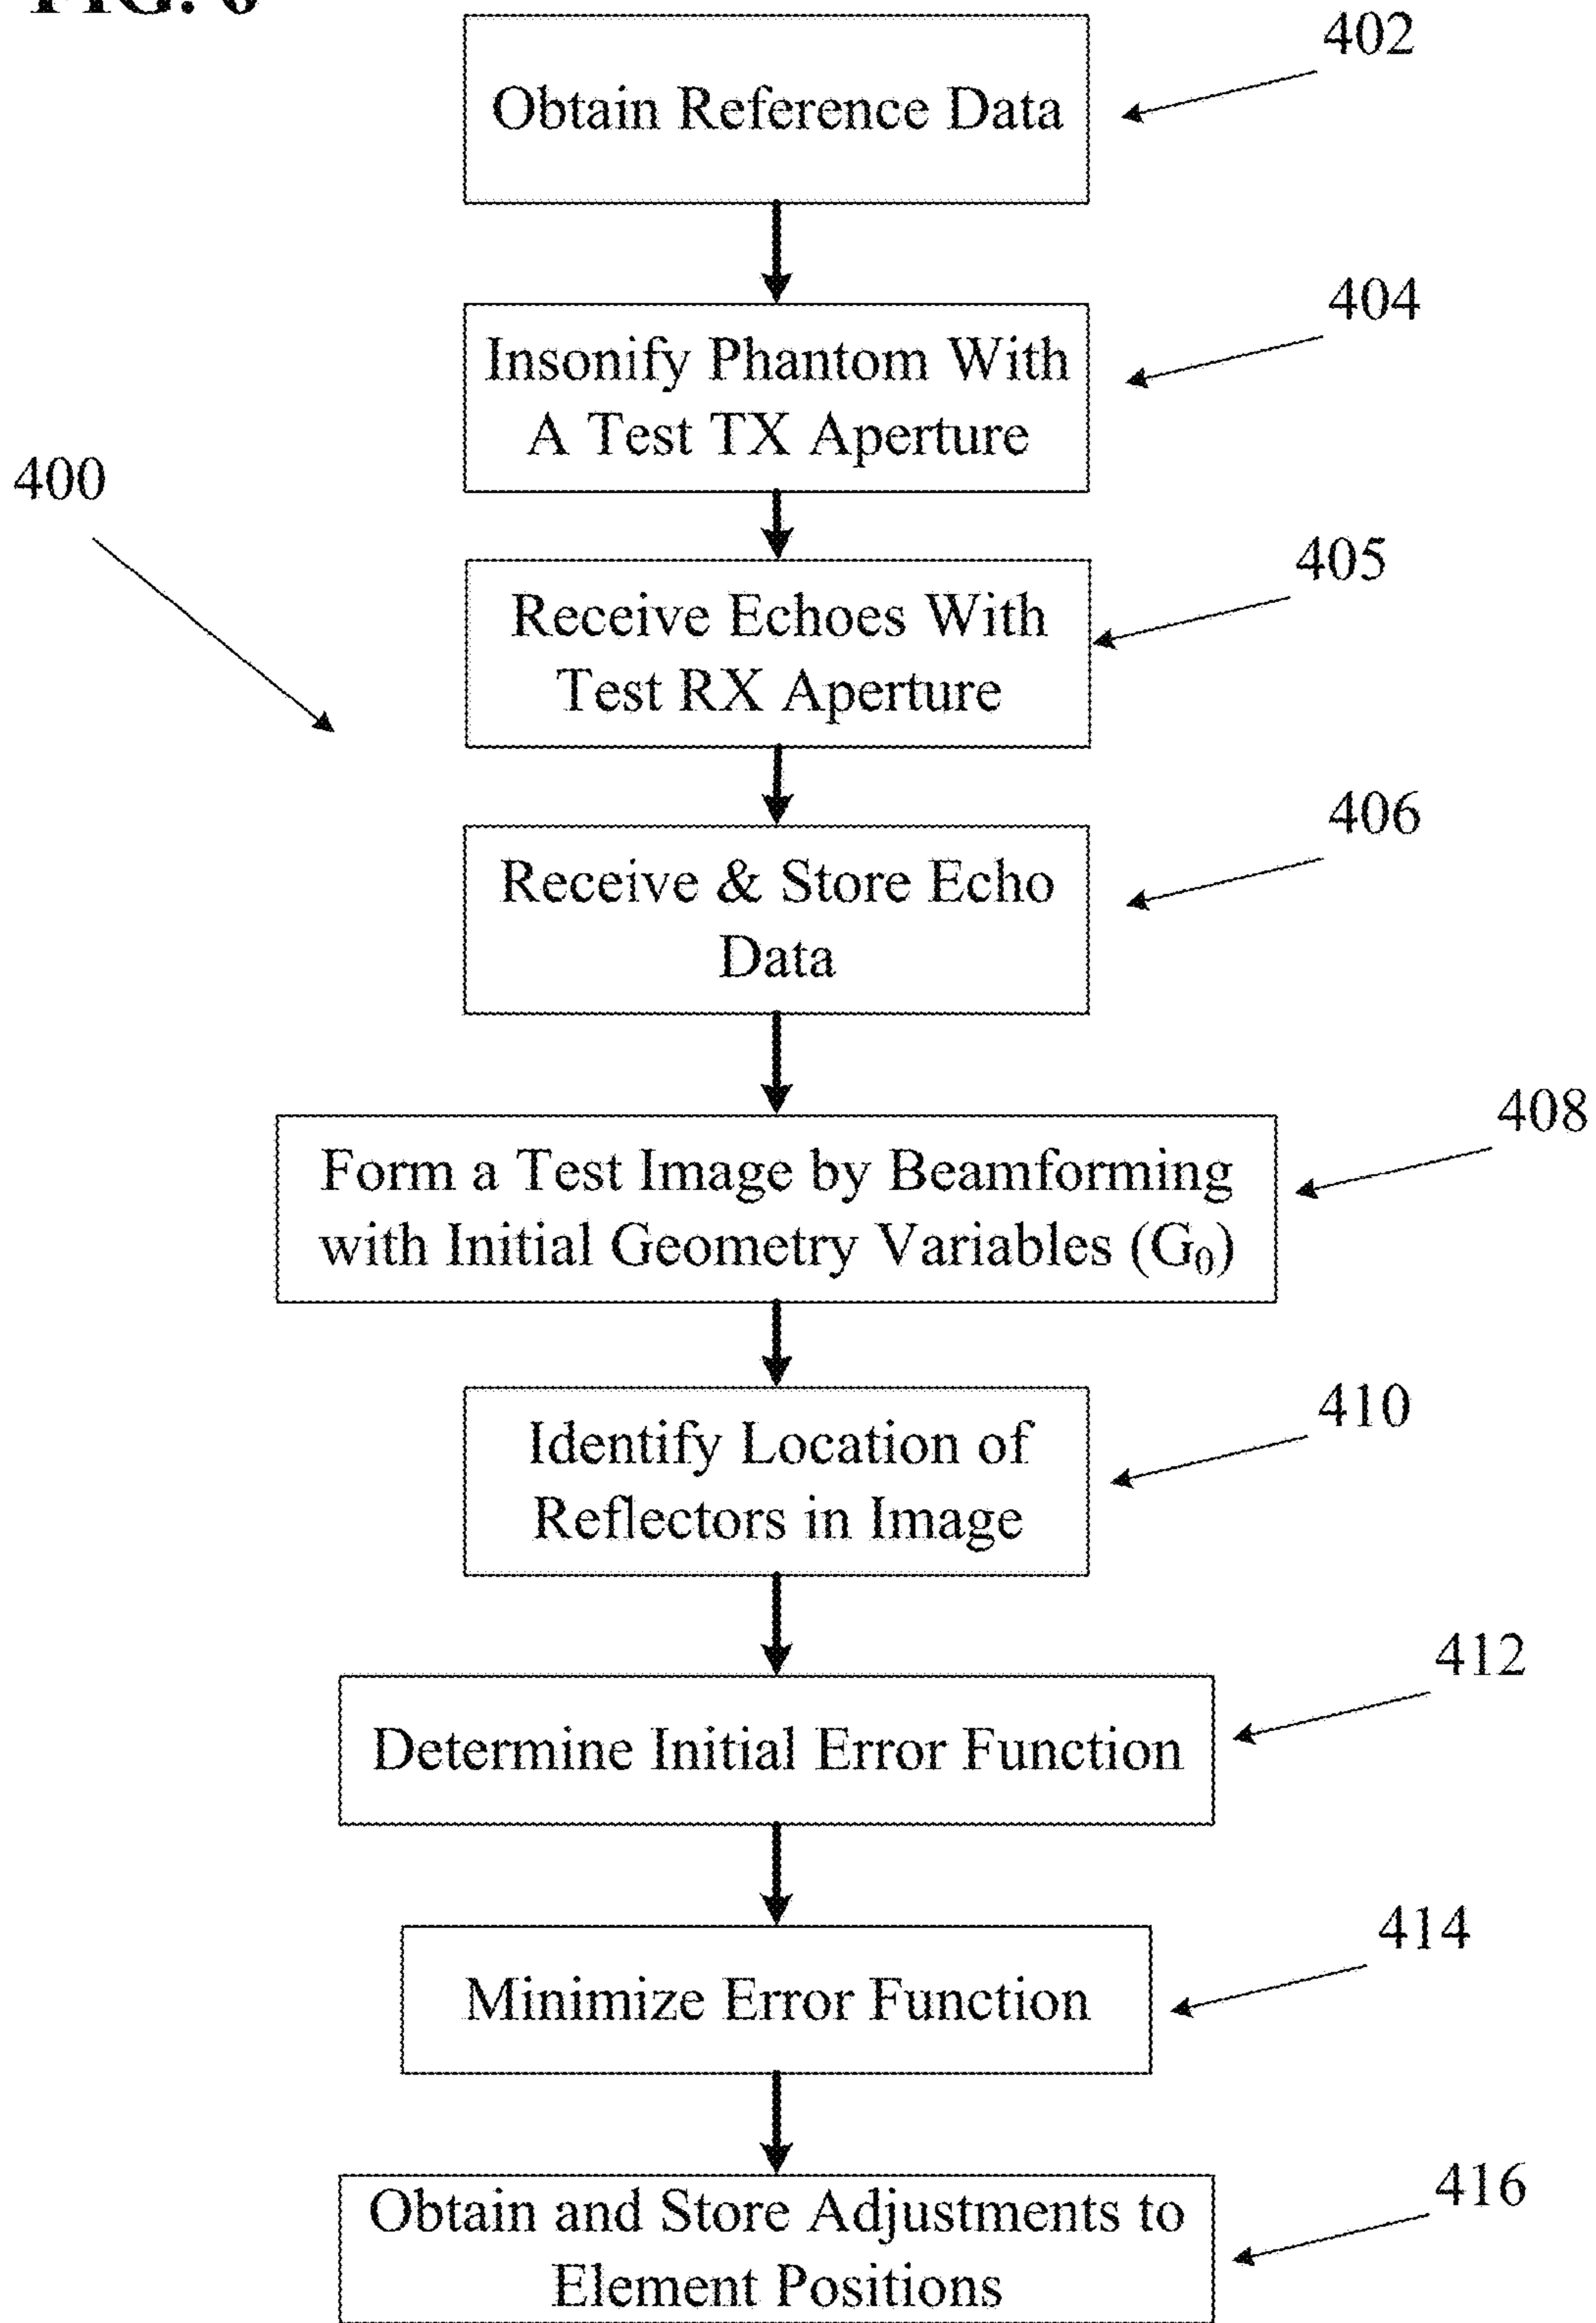 402
Obtain Reference Data
404
Insonify Phantom With
A Test TX Aperture
400
405
Receive Echoes With
Test RX Aperture
406
Receive & Store Echo
Data
408
Form a Test Image by Beamforming
with Initial Geometry Variables (G₀)
410
Identify Location of
Reflectors in Image
412
Determine Initial Error Function
414
Minimize Error Function
416
Obtain and Store Adjustments to
Element Positions